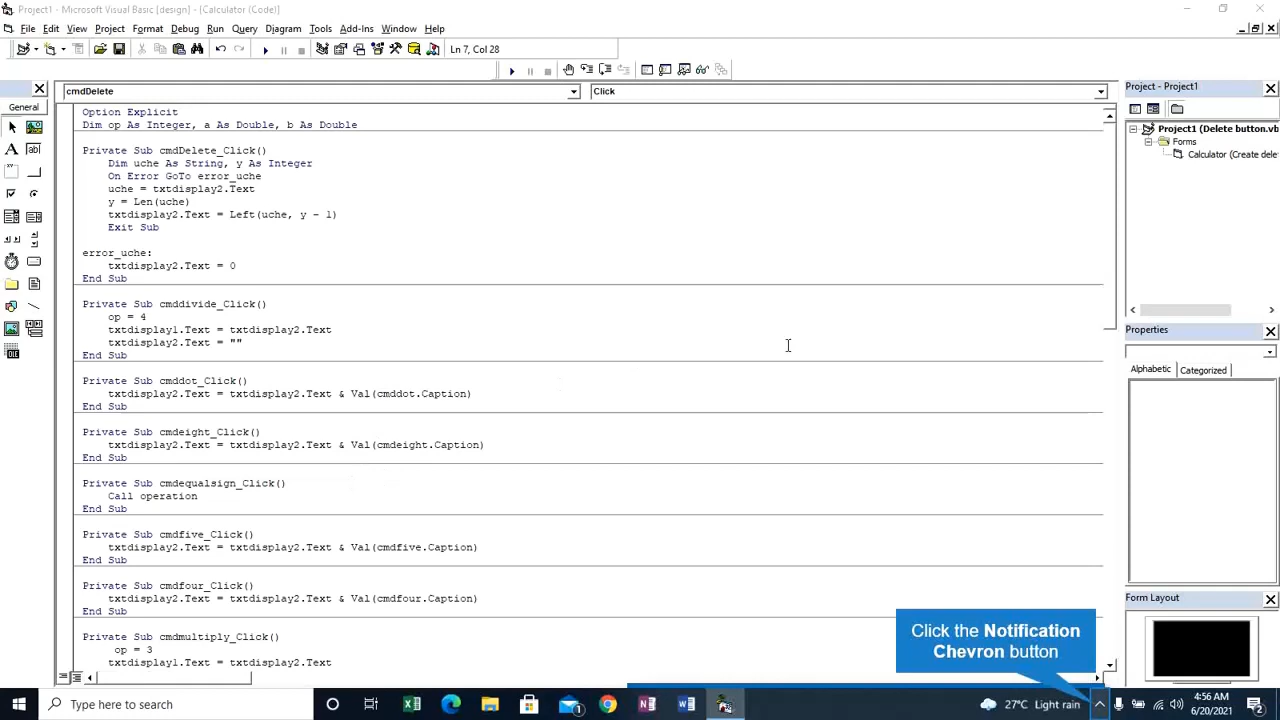 Project1 - Microsoft Visual Basic [design] - [Calculator (Code)]
File Edit View Project Format Debug Run Query Diagram Tools Add-Ins Window Help
Ln 7, Col 28
cmdDelete
Click
General
Option Explicit
Dim op As Integer, a As Double, b As Double
Private Sub cmdDelete_Click()
Dim uche As String, y As Integer
On Error GoTo error_uche
uche = txtdisplay2.Text
y = Len(uche)
txtdisplay2.Text = Left(uche, y - 1)
Exit Sub
error_uche:
txtdisplay2.Text = 0
End Sub
Private Sub cmddivide_Click()
op = 4
txtdisplay1.Text = txtdisplay2.Text
txtdisplay2.Text = ""
End Sub
Private Sub cmddot_Click()
txtdisplay2.Text = txtdisplay2.Text & Val(cmddot.Caption)
End Sub
Private Sub cmdeight_Click()
txtdisplay2.Text = txtdisplay2.Text & Val(cmdeight.Caption)
End Sub
Private Sub cmdequalsign_Click()
Call operation
End Sub
Private Sub cmdfive_Click()
txtdisplay2.Text = txtdisplay2.Text & Val(cmdfive.Caption)
End Sub
Private Sub cmdfour_Click()
txtdisplay2.Text = txtdisplay2.Text & Val(cmdfour.Caption)
End Sub
Private Sub cmdmultiply_Click()
op = 3
txtdisplay1.Text = txtdisplay2.Text
Project - Project1
Project1 (Delete button.vb
Forms
Calculator (Create dele
Properties
Alphabetic Categorized
Form Layout
Click the Notification
Chevron button
Type here to search
27°C Light rain
4:56 AM
6/20/2021